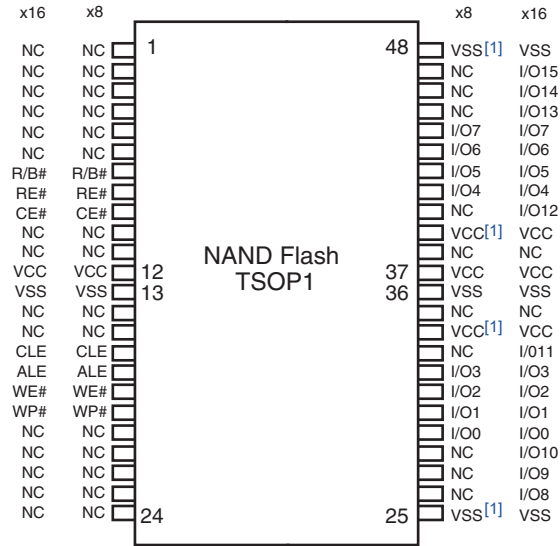 x16 x8 x8 x16
NC NC 1 48 VSS[1] VSS
NC NC NC I/O15
NC NC NC I/O14
NC NC NC I/O13
NC NC I/O7 I/O7
NC NC I/O6 I/O6
R/B# R/B# I/O5 I/O5
RE# RE# I/O4 I/O4
CE# CE# NC I/O12
NC NC VCC[1] VCC
NC NC NAND Flash NC NC
VCC VCC 12 TSOP1 37 VCC VCC
VSS VSS 13 36 VSS VSS
NC NC NC NC
NC NC VCC[1] VCC
CLE CLE NC I/011
ALE ALE I/O3 I/O3
WE# WE# I/O2 I/O2
WP# WP# I/O1 I/O1
NC NC I/O0 I/O0
NC NC NC I/O10
NC NC NC I/O9
NC NC NC I/O8
NC NC 24 25 VSS[1] VSS